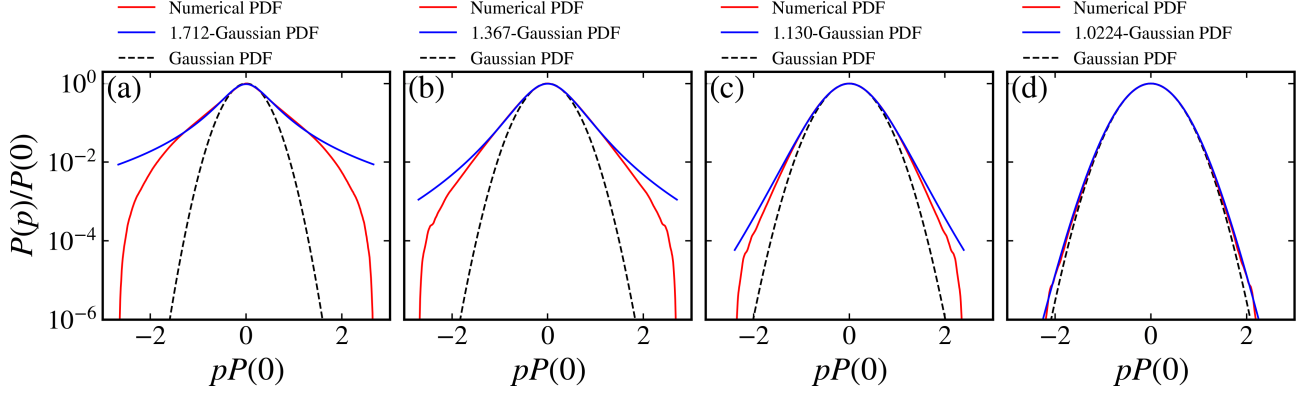 Numerical PDF
1.712-Gaussian PDF
Gaussian PDF
Numerical PDF
1.367-Gaussian PDF
Gaussian PDF
Numerical PDF
1.130-Gaussian PDF
Gaussian PDF
Numerical PDF
1.0224-Gaussian PDF
Gaussian PDF
(a)
(b)
(c)
(d)
10⁰
10⁻²
10⁻⁴
10⁻⁶
P(p)/P(0)
−2 0 2
−2 0 2
−2 0 2
−2 0 2
pP(0)
pP(0)
pP(0)
pP(0)